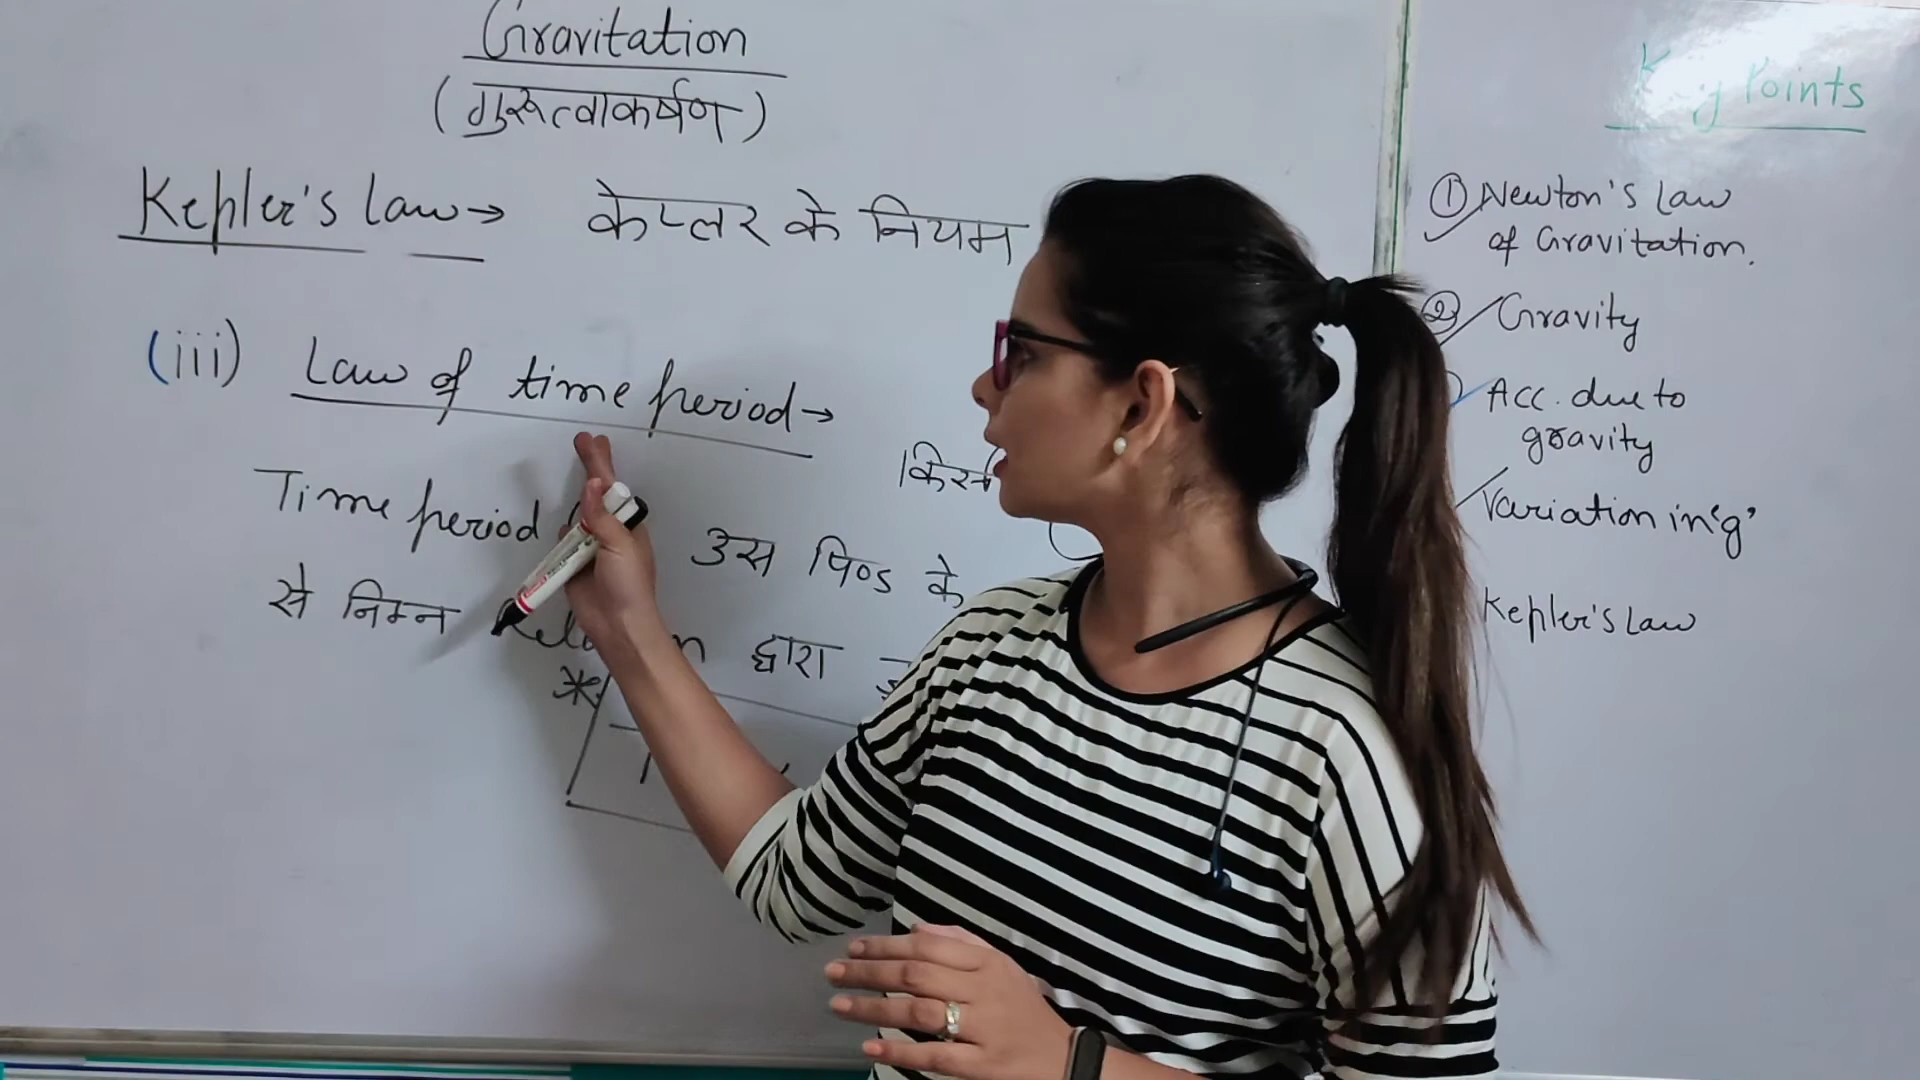 Gravitation
(गुरूत्वाकर्षण)
Kepler's Law → केप्लर के नियम
(iii) Law of time period →
Time period उस पिण्ड के
से निम्न द्वारा
*
Key Points
① Newton's Law
of Gravitation.
② Gravity
Acc. due to
gravity
Variation in 'g'
Kepler's Law